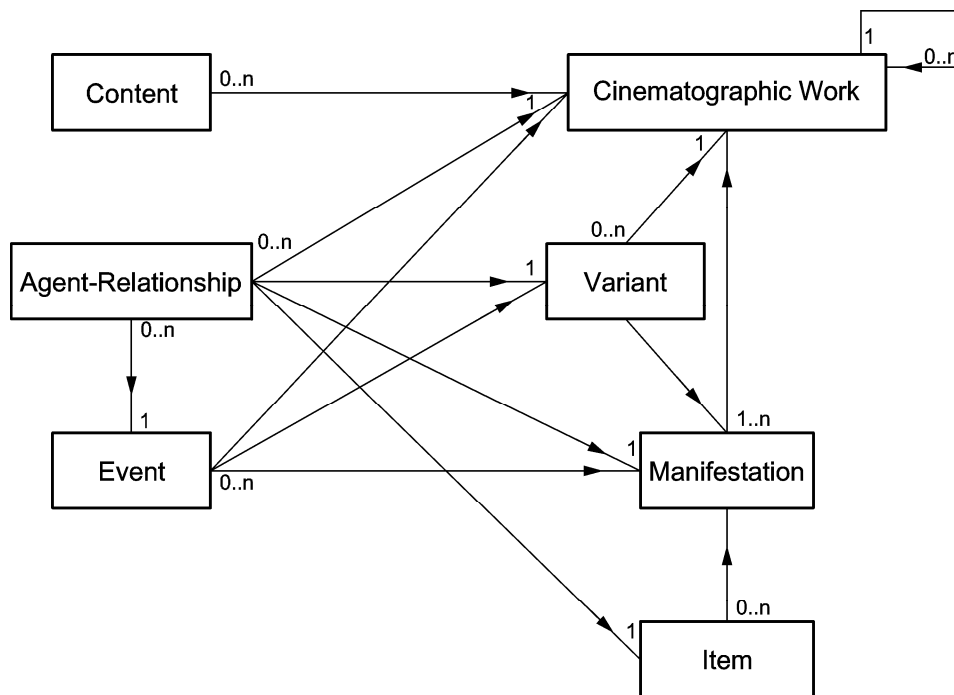 1
0..n
Content
0..n
1
Cinematographic Work
1
0..n
0..n
Agent-Relationship
1
Variant
0..n
1
1
1..n
Event
0..n
Manifestation
0..n
1
Item